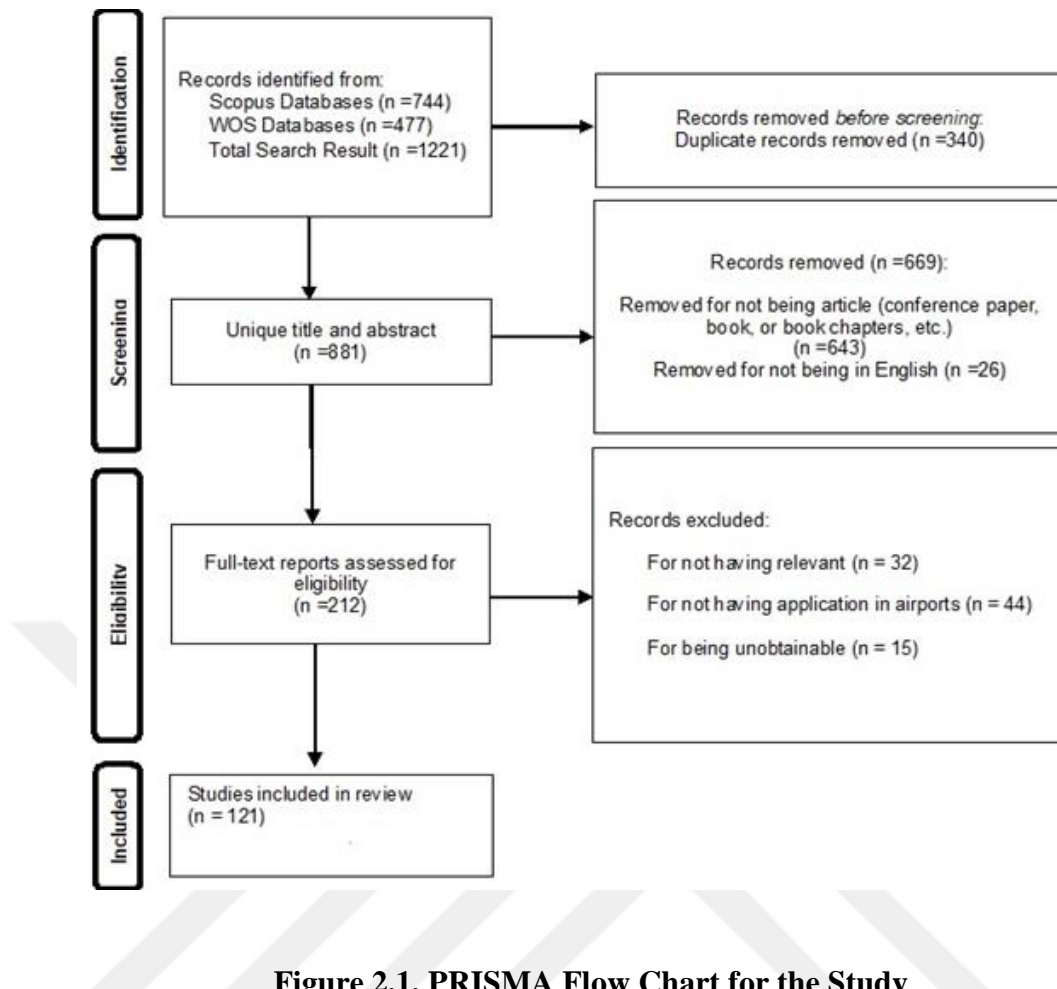 Identification
Records identified from:
Scopus Databases (n =744)
WOS Databases (n =477)
Total Search Result (n =1221)
Records removed before screening:
Duplicate records removed (n =340)
Screening
Unique title and abstract
(n =881)
Records removed (n =669):
Removed for not being article (conference paper,
book, or book chapters, etc.)
(n =643)
Removed for not being in English (n =26)
Eligibility
Full-text reports assessed for
eligibility
(n =212)
Records excluded:
For not having relevant (n = 32)
For not having application in airports (n = 44)
For being unobtainable (n = 15)
Included
Studies included in review
(n = 121)
Figure 2.1. PRISMA Flow Chart for the Study